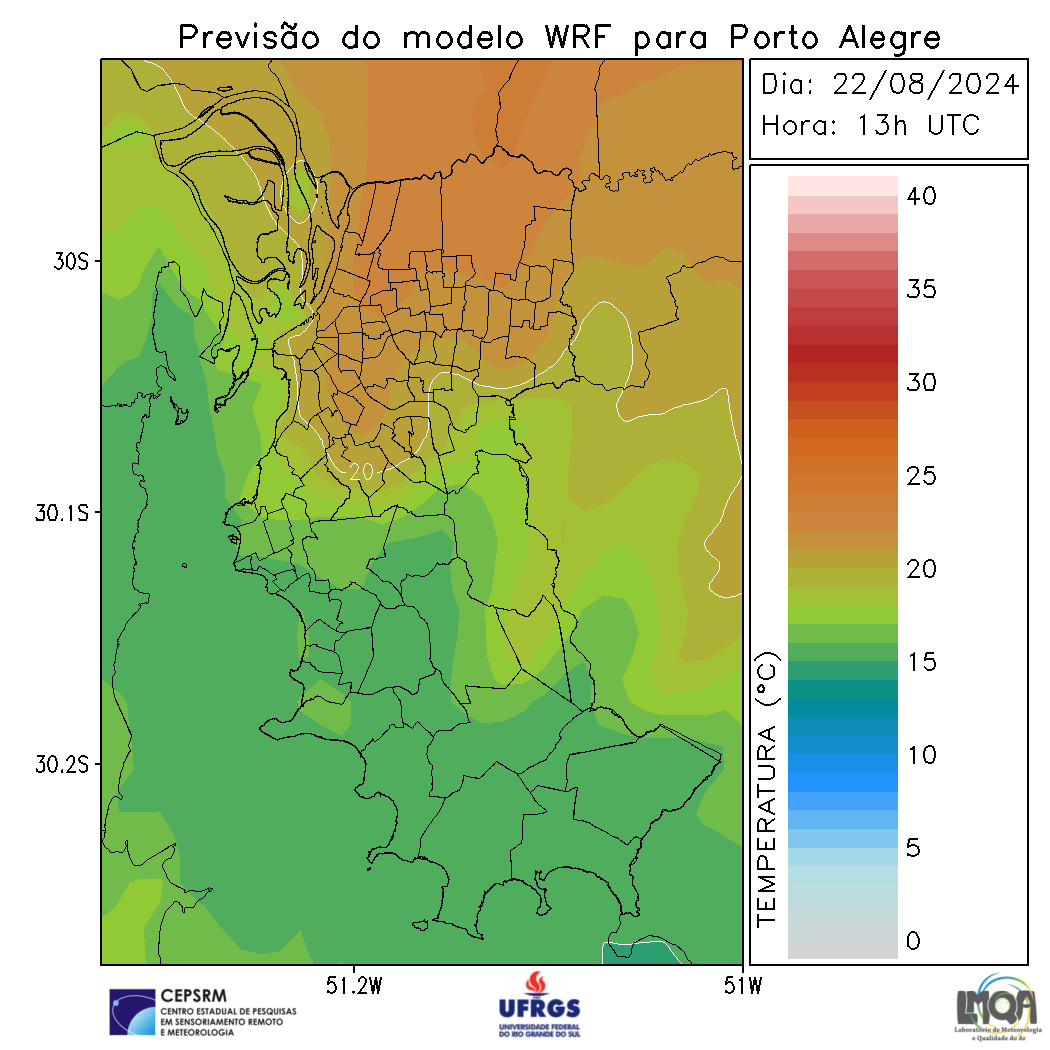 Previsão do modelo WRF para Porto Alegre
Dia: 22/08/2024
Hora: 13h UTC
40
35
30
25
20
15
10
5
0
TEMPERATURA (°C)
30S
30.1S
30.2S
20
51.2W
51W
CEPSRM
CENTRO ESTADUAL DE PESQUISAS
EM SENSORIAMENTO REMOTO
E METEOROLOGIA
UFRGS
UNIVERSIDADE FEDERAL
DO RIO GRANDE DO SUL
LMQA
Laboratório de Meteorologia
e Qualidade do Ar